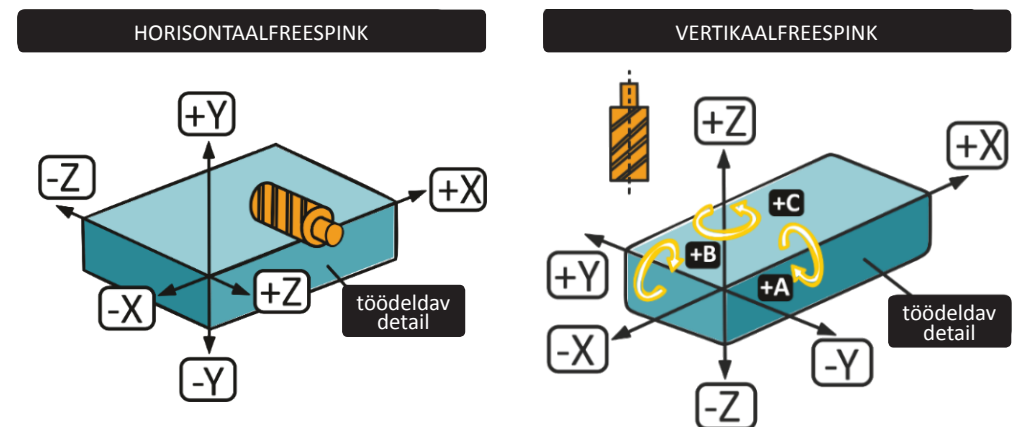 HORISONTAALFREESPINK
+Y
-Z
+X
-X
+Z
töödeldav
detail
-Y
VERTIKAALFREESPINK
+Z
+X
+C
+B
+Y
+A
töödeldav
detail
-X
-Y
-Z